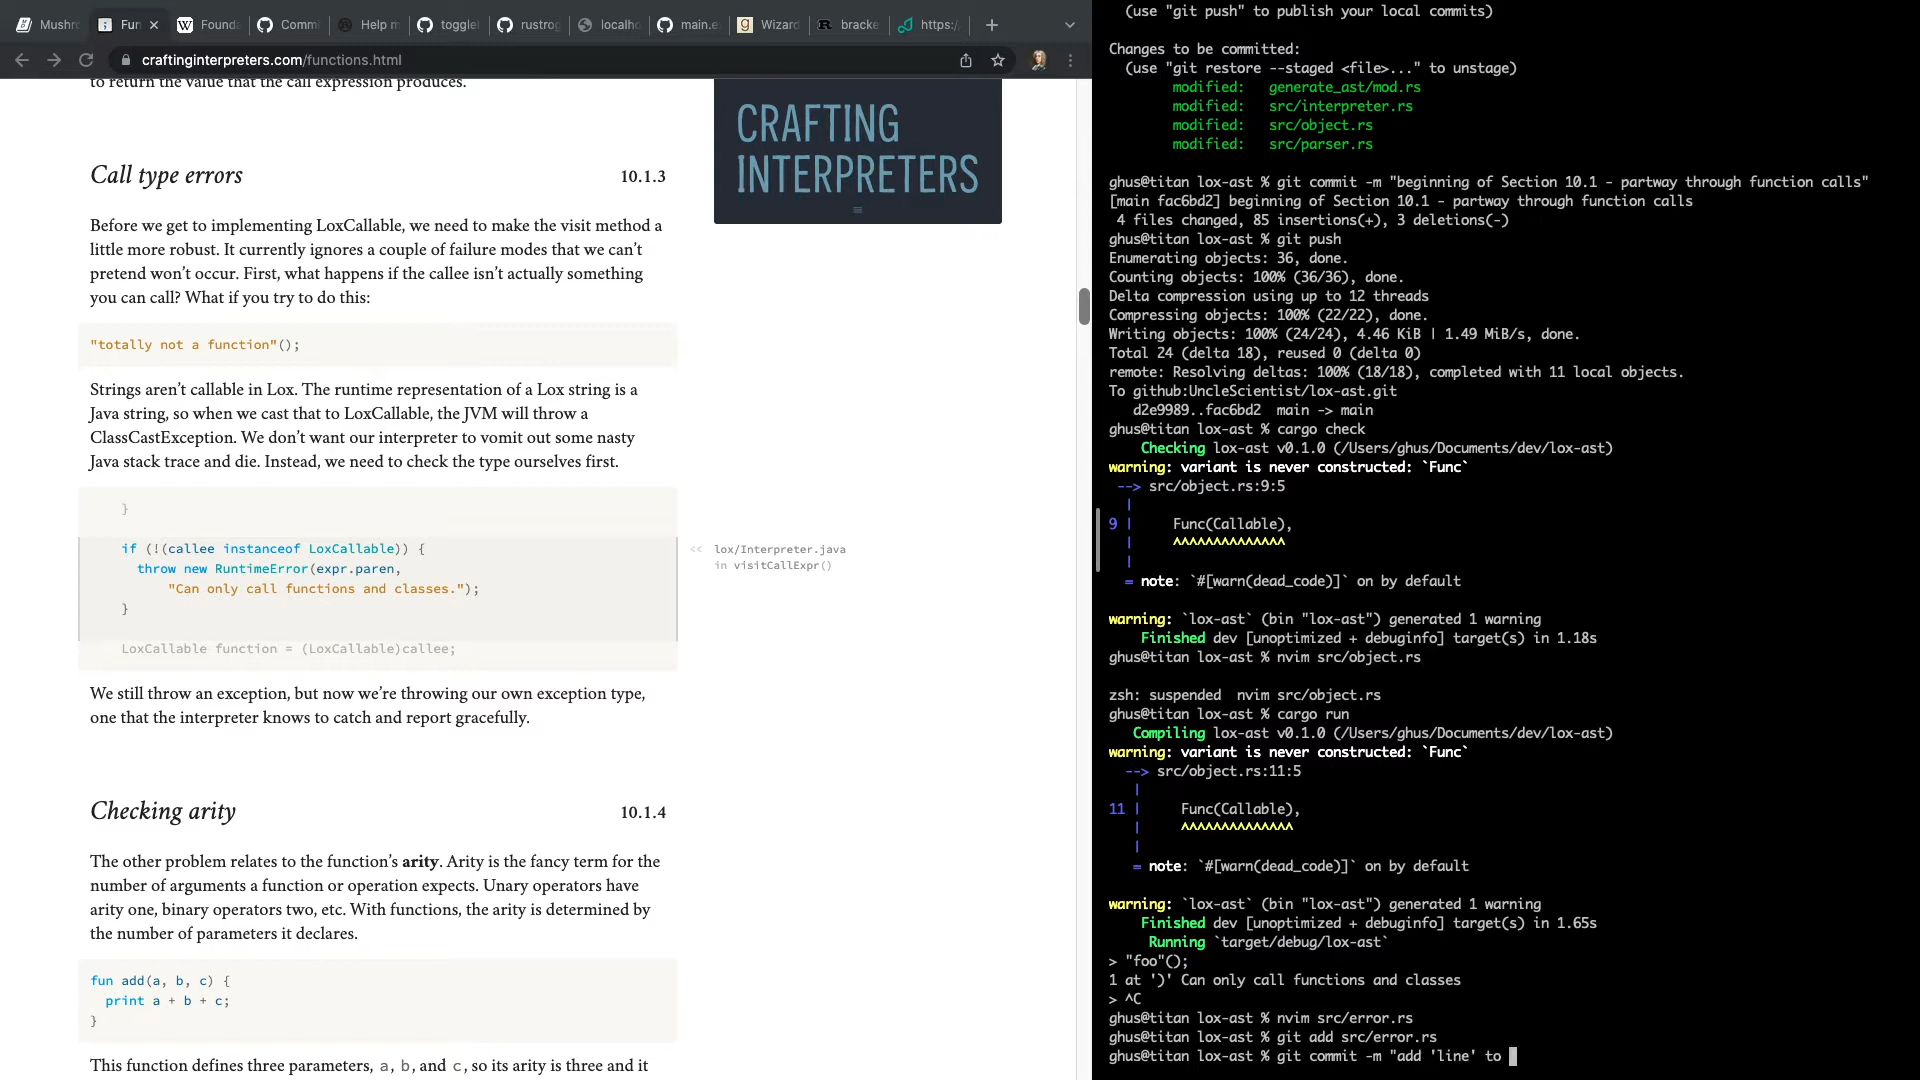 Mushr
Fun
Found
Commi
Help m
toggle
rustro
localh
main.e
Wizard
bracke
https:/
craftinginterpreters.com/functions.html
to return the value that the call expression produces.
CRAFTING
INTERPRETERS
Call type errors 10.1.3
Before we get to implementing LoxCallable, we need to make the visit method a
little more robust. It currently ignores a couple of failure modes that we can't
pretend won't occur. First, what happens if the callee isn't actually something
you can call? What if you try to do this:
"totally not a function"();
Strings aren't callable in Lox. The runtime representation of a Lox string is a
Java string, so when we cast that to LoxCallable, the JVM will throw a
ClassCastException. We don't want our interpreter to vomit out some nasty
Java stack trace and die. Instead, we need to check the type ourselves first.
}
if (!(callee instanceof LoxCallable)) {
throw new RuntimeError(expr.paren,
"Can only call functions and classes.");
}
LoxCallable function = (LoxCallable)callee;
<< lox/Interpreter.java
in visitCallExpr()
We still throw an exception, but now we're throwing our own exception type,
one that the interpreter knows to catch and report gracefully.
Checking arity 10.1.4
The other problem relates to the function's arity. Arity is the fancy term for the
number of arguments a function or operation expects. Unary operators have
arity one, binary operators two, etc. With functions, the arity is determined by
the number of parameters it declares.
fun add(a, b, c) {
print a + b + c;
}
This function defines three parameters, a, b, and c, so its arity is three and it
(use "git push" to publish your local commits)
Changes to be committed:
(use "git restore --staged <file>..." to unstage)
modified: generate_ast/mod.rs
modified: src/interpreter.rs
modified: src/object.rs
modified: src/parser.rs
ghus@titan lox-ast % git commit -m "beginning of Section 10.1 - partway through function calls"
[main fac6bd2] beginning of Section 10.1 - partway through function calls
4 files changed, 85 insertions(+), 3 deletions(-)
ghus@titan lox-ast % git push
Enumerating objects: 36, done.
Counting objects: 100% (36/36), done.
Delta compression using up to 12 threads
Compressing objects: 100% (22/22), done.
Writing objects: 100% (24/24), 4.46 KiB | 1.49 MiB/s, done.
Total 24 (delta 18), reused 0 (delta 0)
remote: Resolving deltas: 100% (18/18), completed with 11 local objects.
To github:UncleScientist/lox-ast.git
d2e9989..fac6bd2 main -> main
ghus@titan lox-ast % cargo check
Checking lox-ast v0.1.0 (/Users/ghus/Documents/dev/lox-ast)
warning: variant is never constructed: `Func`
--> src/object.rs:9:5
|
9 | Func(Callable),
| ^^^^^^^^^^^^^^
|
= note: `#[warn(dead_code)]` on by default
warning: `lox-ast` (bin "lox-ast") generated 1 warning
Finished dev [unoptimized + debuginfo] target(s) in 1.18s
ghus@titan lox-ast % nvim src/object.rs
zsh: suspended nvim src/object.rs
ghus@titan lox-ast % cargo run
Compiling lox-ast v0.1.0 (/Users/ghus/Documents/dev/lox-ast)
warning: variant is never constructed: `Func`
--> src/object.rs:11:5
|
11 | Func(Callable),
| ^^^^^^^^^^^^^^
|
= note: `#[warn(dead_code)]` on by default
warning: `lox-ast` (bin "lox-ast") generated 1 warning
Finished dev [unoptimized + debuginfo] target(s) in 1.65s
Running `target/debug/lox-ast`
> "foo"();
1 at ')' Can only call functions and classes
> ^C
ghus@titan lox-ast % nvim src/error.rs
ghus@titan lox-ast % git add src/error.rs
ghus@titan lox-ast % git commit -m "add 'line' to